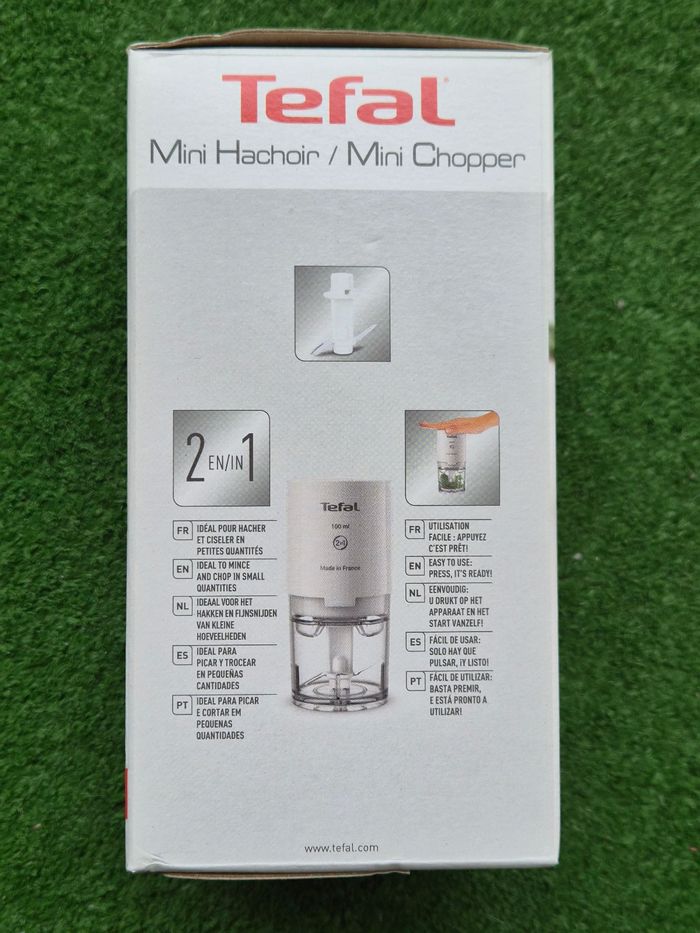 Tefal
Mini Hachoir / Mini Chopper
2 EN/IN 1
FR
IDÉAL POUR HACHER
ET CISELER EN
PETITES QUANTITÉS
EN
IDEAL TO MINCE
AND CHOP IN SMALL
QUANTITIES
NL
IDEAAL VOOR HET
HAKKEN EN FIJNSNIJDEN
VAN KLEINE
HOEVEELHEDEN
ES
IDEAL PARA
PICAR Y TROCEAR
EN PEQUEÑAS
CANTIDADES
PT
IDEAL PARA PICAR
E CORTAR EM
PEQUENAS
QUANTIDADES
Tefal
100 ml
2in1
Made in France
Tefal
FR
UTILISATION
FACILE : APPUYEZ
C'EST PRÊT!
EN
EASY TO USE:
PRESS, IT'S READY!
NL
EENVOUDIG:
U DRUKT OP HET
APPARAAT EN HET
START VANZELF!
ES
FÁCIL DE USAR:
SOLO HAY QUE
PULSAR, ¡Y LISTO!
PT
FÁCIL DE UTILIZAR:
BASTA PREMIR,
E ESTÁ PRONTO A
UTILIZAR!
www.tefal.com